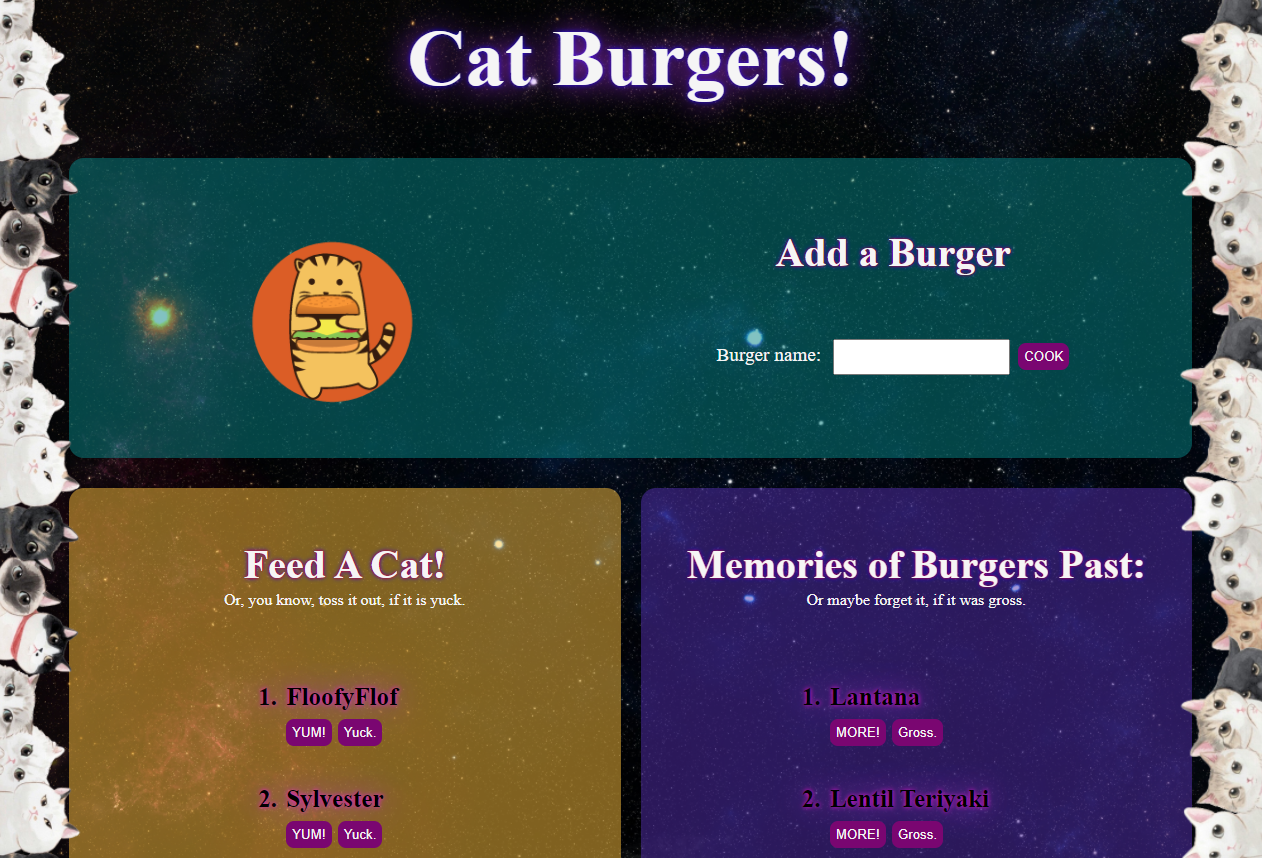 Cat Burgers!
Add a Burger
Burger name: COOK
Feed A Cat!
Or, you know, toss it out, if it is yuck.
1. FloofyFlof
YUM! Yuck.
2. Sylvester
YUM! Yuck.
Memories of Burgers Past:
Or maybe forget it, if it was gross.
1. Lantana
MORE! Gross.
2. Lentil Teriyaki
MORE! Gross.